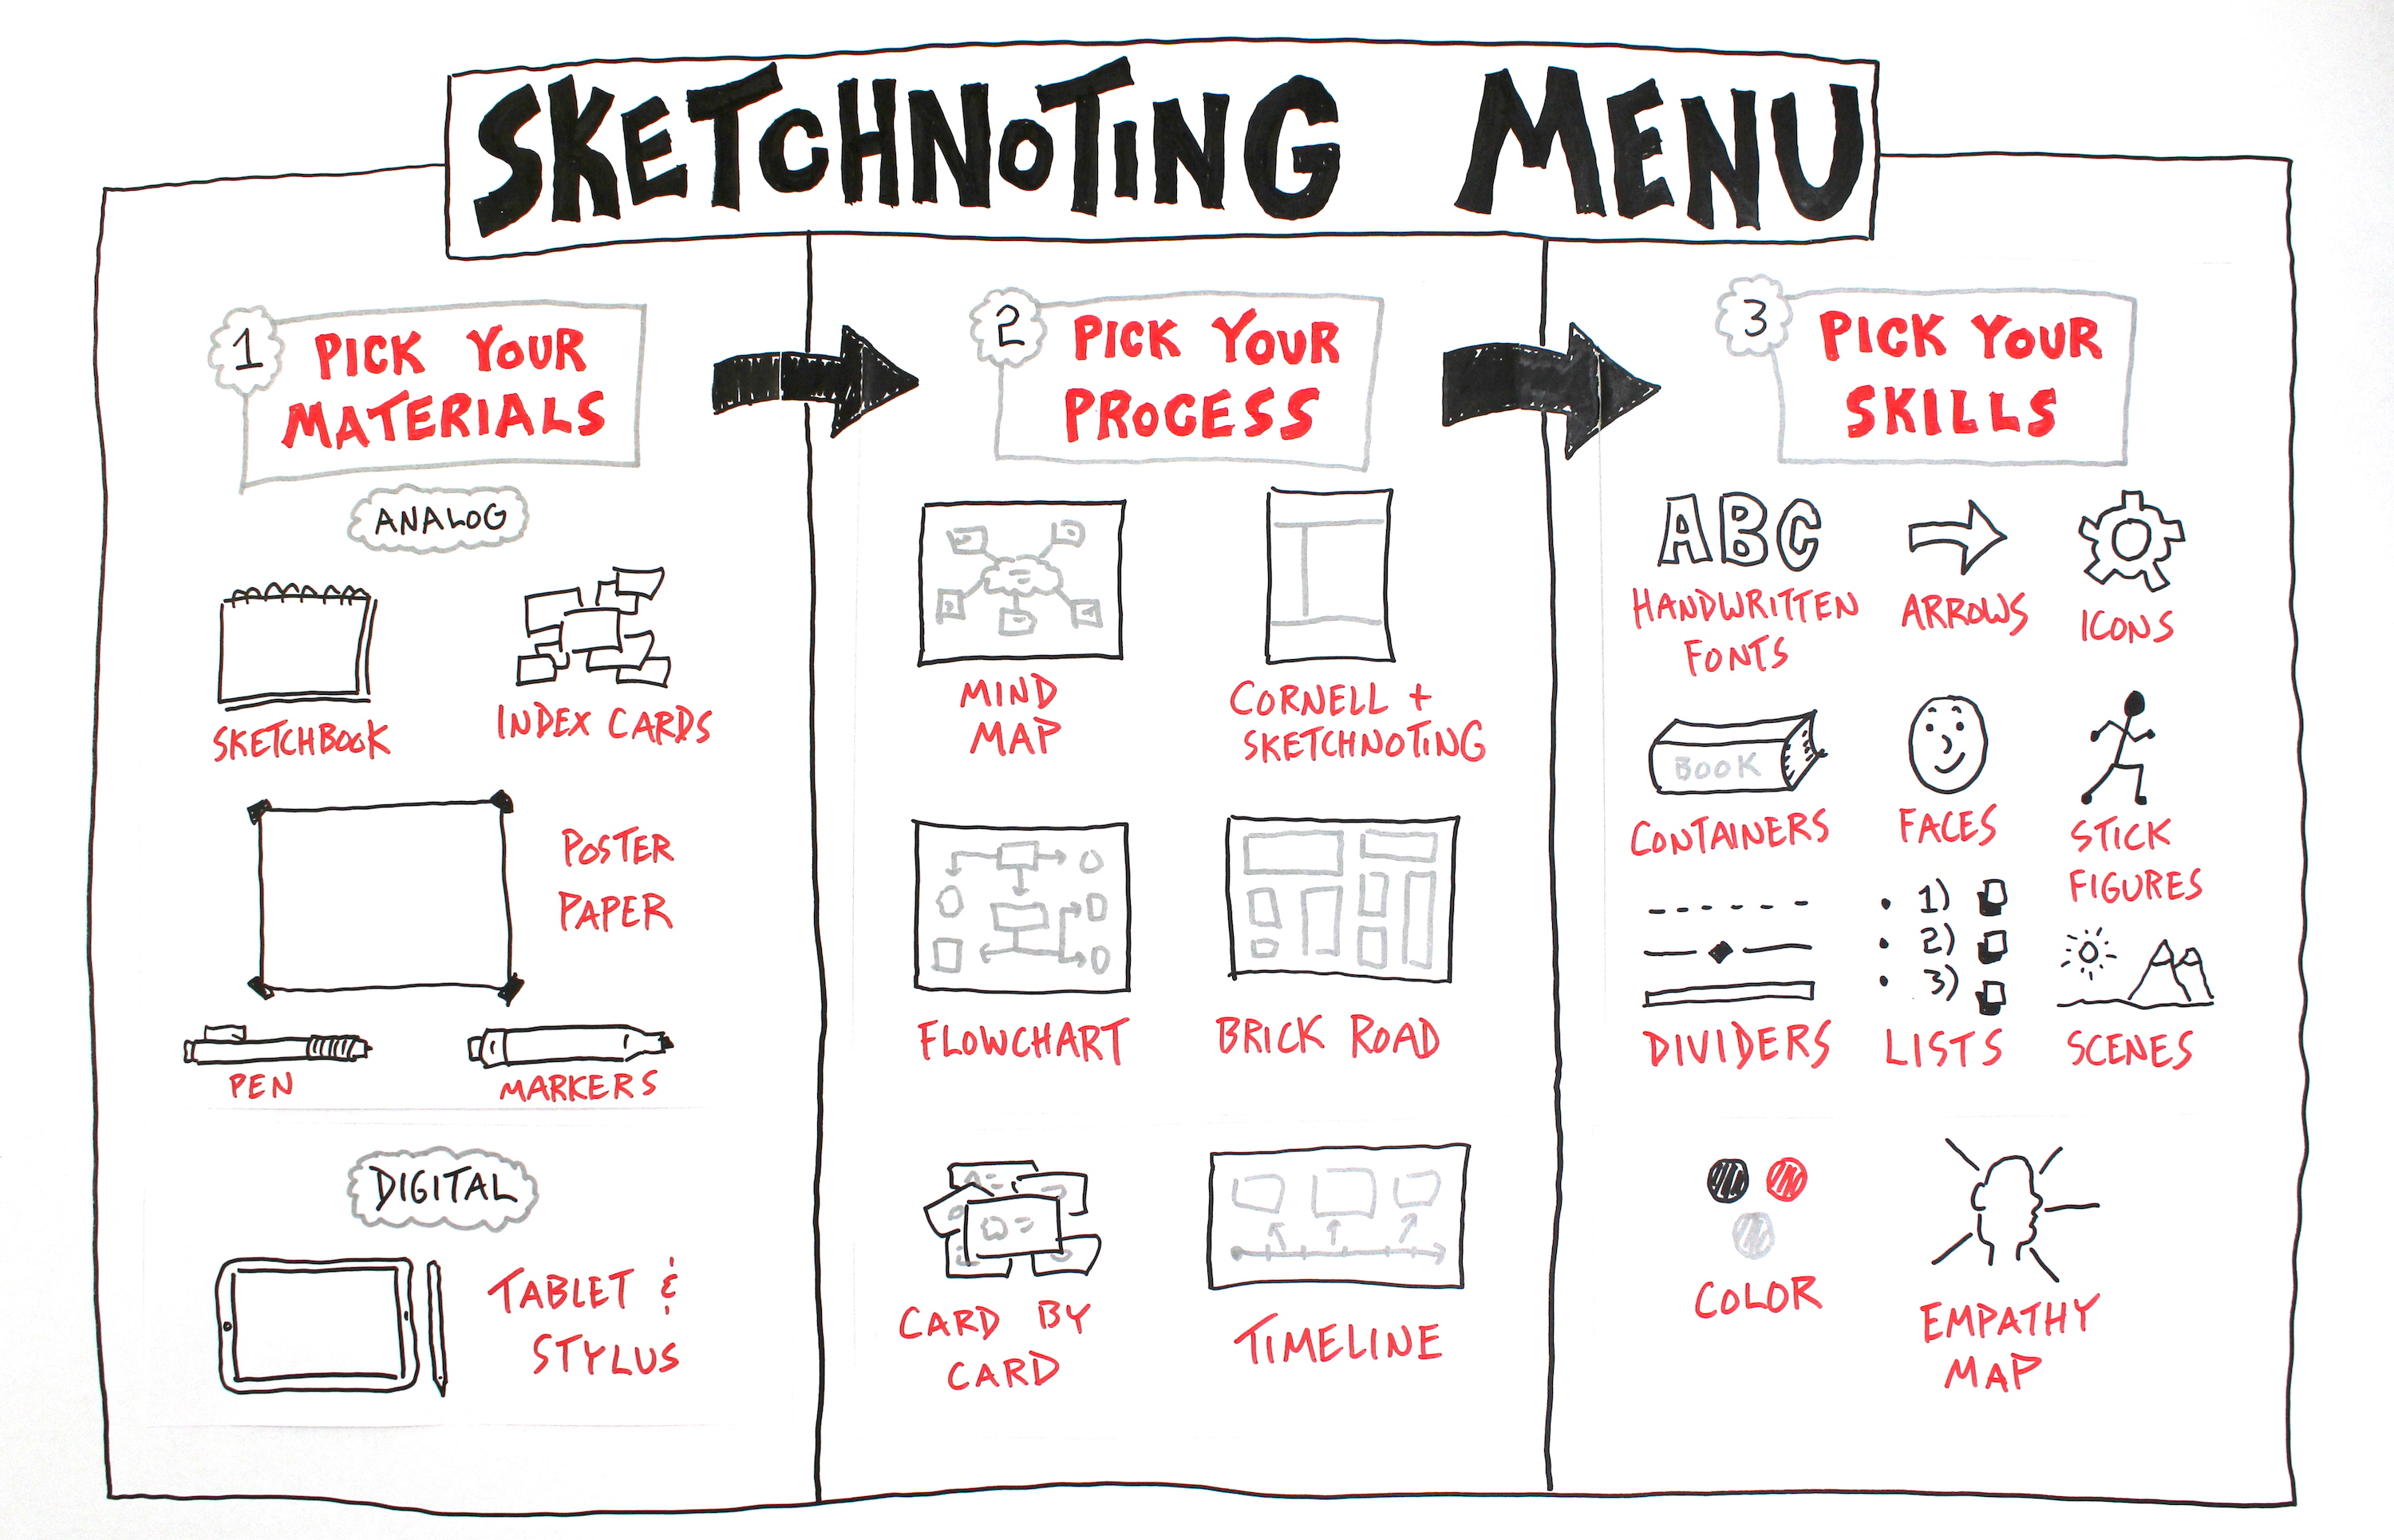 SKETCHNOTING MENU
1
PICK YOUR
MATERIALS
ANALOG
SKETCHBOOK
INDEX CARDS
POSTER
PAPER
PEN
MARKERS
DIGITAL
TABLET &
STYLUS
2
PICK YOUR
PROCESS
MIND
MAP
CORNELL +
SKETCHNOTING
FLOWCHART
BRICK ROAD
CARD BY
CARD
TIMELINE
3
PICK YOUR
SKILLS
ABC
HANDWRITTEN
FONTS
ARROWS
ICONS
BOOK
CONTAINERS
FACES
STICK
FIGURES
DIVIDERS
• 1)
• 2)
• 3)
LISTS
SCENES
COLOR
EMPATHY
MAP